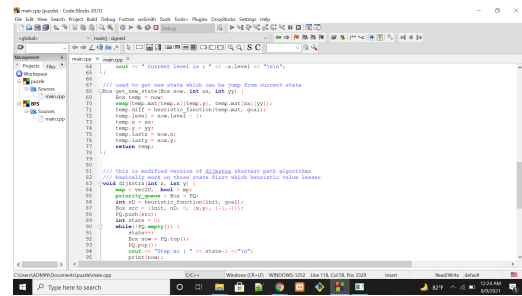 main.cpp [puzzle] - Code::Blocks 20.03
File Edit View Search Project Build Debug Fortran wxSmith Tools Tools+ Plugins DoxyBlocks Settings Help
Debug
<global>
main() : signed
S C
Management
Projects Files
Workspace
puzzle
Sources
main.cpp
BFS
Sources
main.cpp
main.cpp × main.cpp ×
64 cout << " Current level is : " << -a.level << "\n\n";
65 }
66
67 /// used to get new state which can be jump from current state
68 Box get_new_state(Box now, int xx, int yy) {
69 Box temp = now;
70 swap(temp.mat[temp.x][temp.y], temp.mat[xx][yy]);
71 temp.diff = heuristic_function(temp.mat, goal);
72 temp.level = now.level - 1;
73 temp.x = xx;
74 temp.y = yy;
75 temp.lastx = now.x;
76 temp.lasty = now.y;
77 return temp;
78 }
79
80
81 /// this is modified version of dijkstra shortest path algorithms
82 /// basically work on those state first which heuristic value lesser
83 void dijkstra(int x, int y) {
84 map < Vec2D, bool > mp;
85 priority_queue < Box > PQ;
86 int nD = heuristic_function(init, goal);
87 Box src = {init, nD, 0, {x,y}, {-1,-1}};
88 PQ.push(src);
89 int state = 0;
90 while(!PQ.empty()) {
91 state++;
92 Box now = PQ.top();
93 PQ.pop();
94 cout << "Step no : " << state-1 <<"\n";
95 print(now);
C:\Users\ADMIN\Documents\puzzle\main.cpp C/C++ Windows (CR+LF) WINDOWS-1252 Line 118, Col 58, Pos 3329 Insert Read/Write default
Type here to search
82°F
12:24 AM
8/9/2021